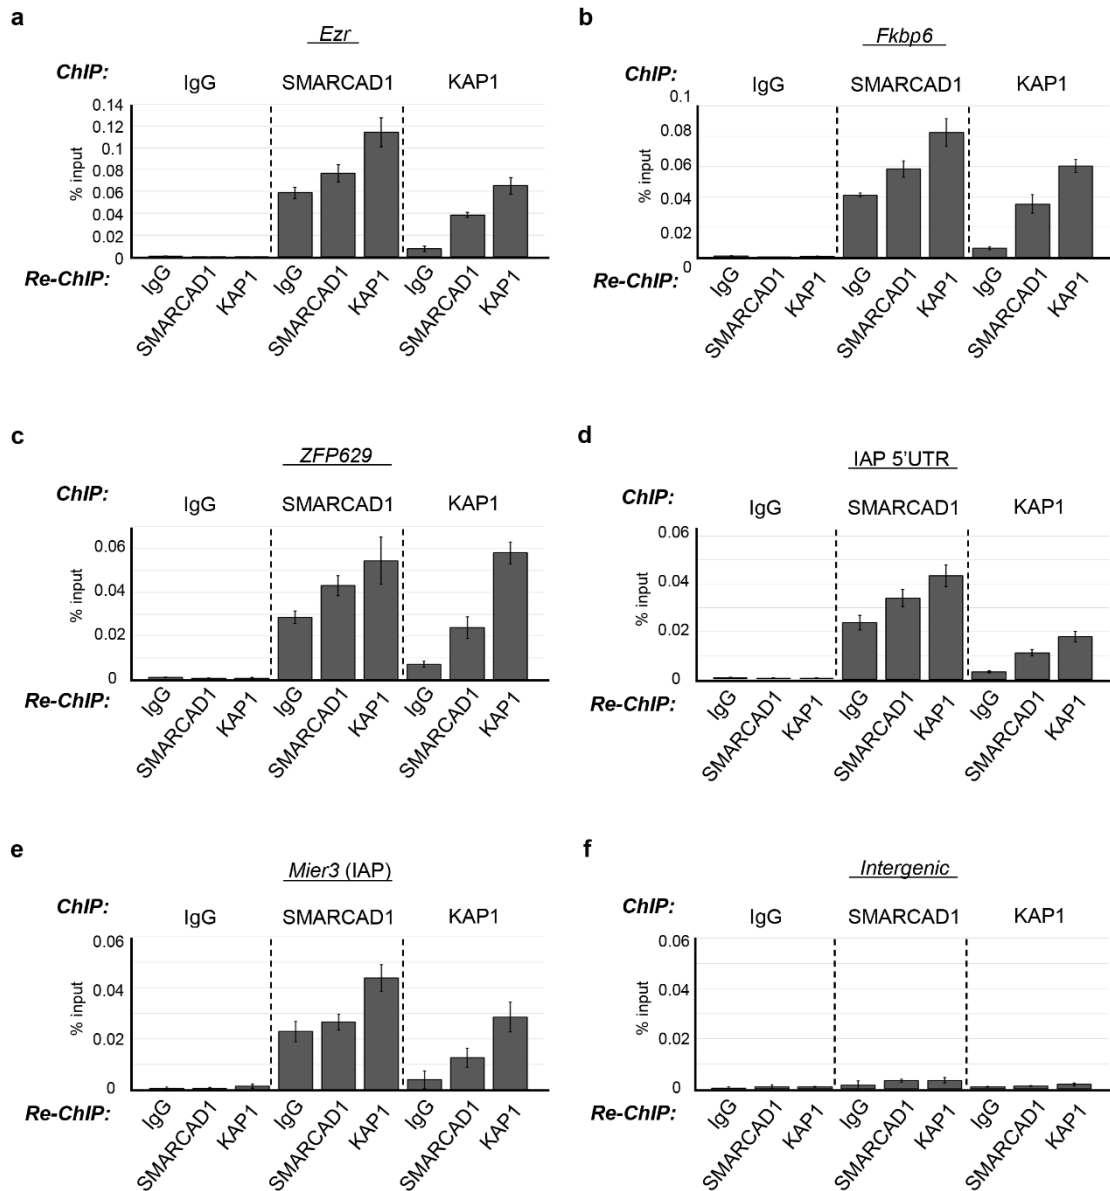 a
Ezr
ChIP:
IgG SMARCAD1 KAP1
0.14
0.12
0.1
0.08
0.06
0.04
0.02
0
% input
Re-ChIP:
IgG SMARCAD1 KAP1 IgG SMARCAD1 KAP1 IgG SMARCAD1 KAP1
b
Fkbp6
ChIP:
IgG SMARCAD1 KAP1
0.1
0.08
0.06
0.04
0.02
0
% input
Re-ChIP:
IgG SMARCAD1 KAP1 IgG SMARCAD1 KAP1 IgG SMARCAD1 KAP1
c
ZFP629
ChIP:
IgG SMARCAD1 KAP1
0.06
0.04
0.02
0
% input
Re-ChIP:
IgG SMARCAD1 KAP1 IgG SMARCAD1 KAP1 IgG SMARCAD1 KAP1
d
IAP 5’UTR
ChIP:
IgG SMARCAD1 KAP1
0.06
0.04
0.02
0
% input
Re-ChIP:
IgG SMARCAD1 KAP1 IgG SMARCAD1 KAP1 IgG SMARCAD1 KAP1
e
Mier3 (IAP)
ChIP:
IgG SMARCAD1 KAP1
0.06
0.04
0.02
0
% input
Re-ChIP:
IgG SMARCAD1 KAP1 IgG SMARCAD1 KAP1 IgG SMARCAD1 KAP1
f
Intergenic
ChIP:
IgG SMARCAD1 KAP1
0.06
0.04
0.02
0
% input
Re-ChIP:
IgG SMARCAD1 KAP1 IgG SMARCAD1 KAP1 IgG SMARCAD1 KAP1